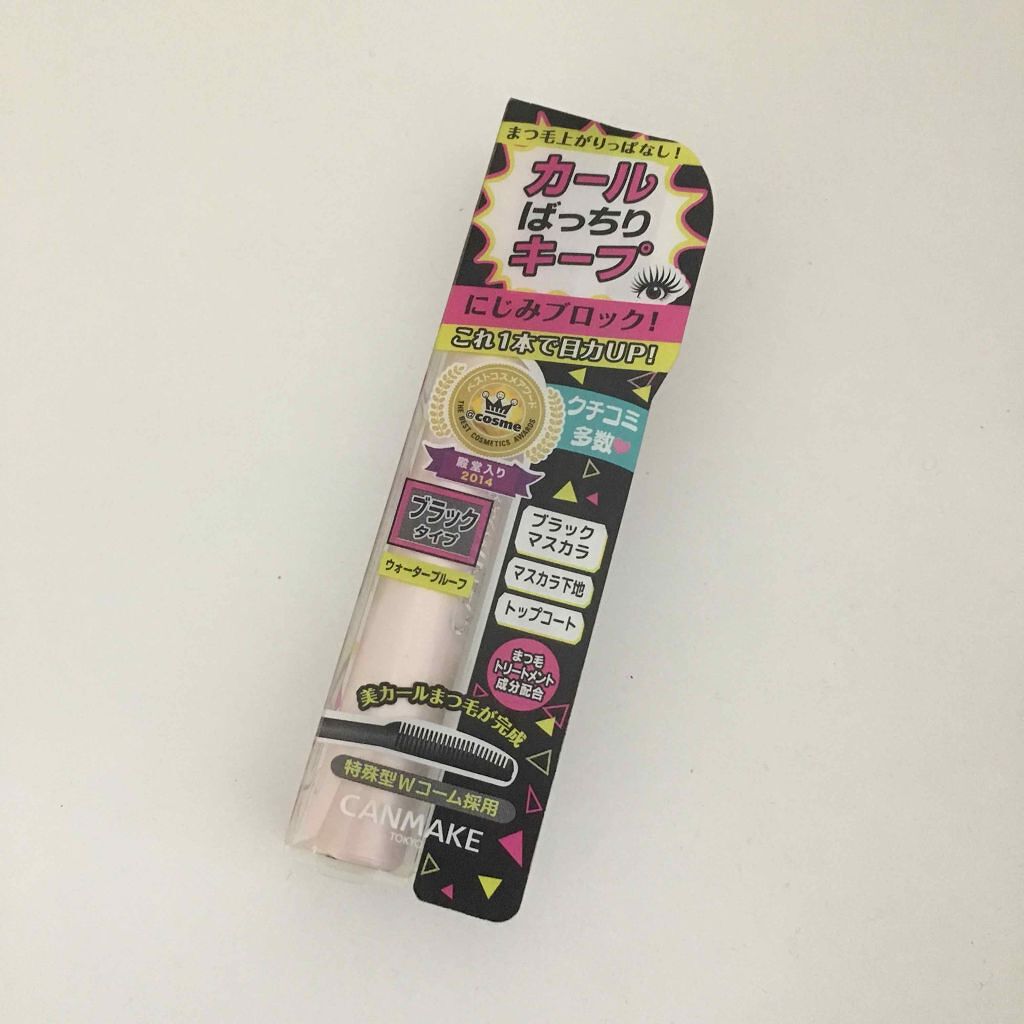 まつ毛上がりっぱなし!
カール
ばっちり
キープ
にじみブロック!
これ1本で目力UP!
ベストコスメアワード
@cosme
THE BEST COSMETICS AWARDS
殿堂入り
2014
クチコミ
多数
ブラック
タイプ
ウォータープルーフ
ブラック
マスカラ
マスカラ下地
トップコート
まつ毛
トリートメント
成分配合
美カールまつ毛が完成
特殊型Wコーム採用
CANMAKE
TOKYO